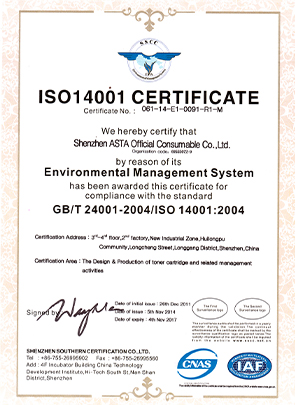 SSCC
ISO14001 CERTIFICATE
Certificate No. : 061-14-E1-0091-R1-M
We hereby certify that
Shenzhen ASTA Official Consumable Co.,Ltd.
Organization code:
by reason of its
Environmental Management System
has been awarded this certificate for
compliance with the standard
GB/T 24001-2004/ISO 14001:2004
Certification Address : 3rd-4th floor,2nd factory,New Industrial Zone,Huilongpu
Community,Longcheng Street,Longgang District,Shenzhen,China
Certification Area : The Design & Production of toner cartridge and related management
activities
Date of initial issue : 26th Dec 2011
Signed by
Date of issue : 5th Nov 2014
Date of expiry : 4th Nov 2017
The First
Surveillance logo
The Second
Surveillance logo
SHENZHEN SOUTHERN CERTIFICATION CO.,LTD.
Tel : +86-755-26890602 Fax : +86-755-26905560
Add : 4F Incubator Building China Technology
Development Institute,Hi-Tech South St,Nan Shan
District,Shenzhen
CNAS
IAF